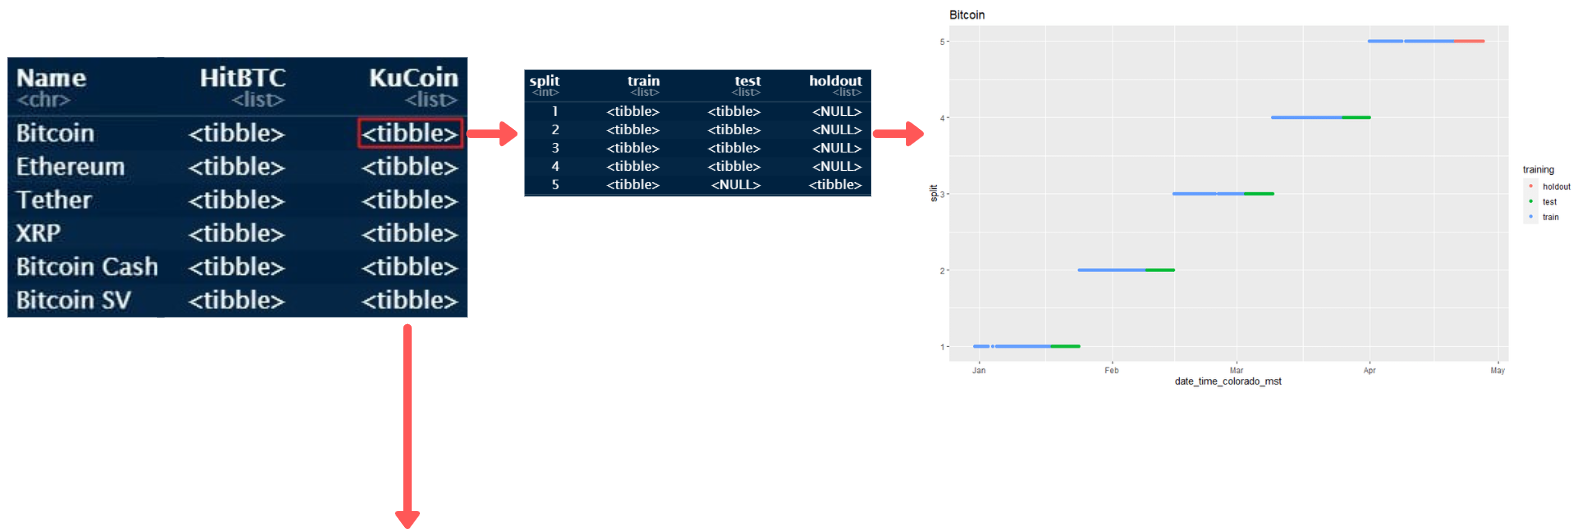 Name HitBTC KuCoin
<chr> <list> <list>
Bitcoin <tibble> <tibble>
Ethereum <tibble> <tibble>
Tether <tibble> <tibble>
XRP <tibble> <tibble>
Bitcoin Cash <tibble> <tibble>
Bitcoin SV <tibble> <tibble>
split train test holdout
<int> <list> <list> <list>
1 <tibble> <tibble> <NULL>
2 <tibble> <tibble> <NULL>
3 <tibble> <tibble> <NULL>
4 <tibble> <tibble> <NULL>
5 <tibble> <NULL> <tibble>
Bitcoin
5
4
3
2
1
split
Jan Feb Mar Apr May
date_time_colorado_mst
training
holdout
test
train